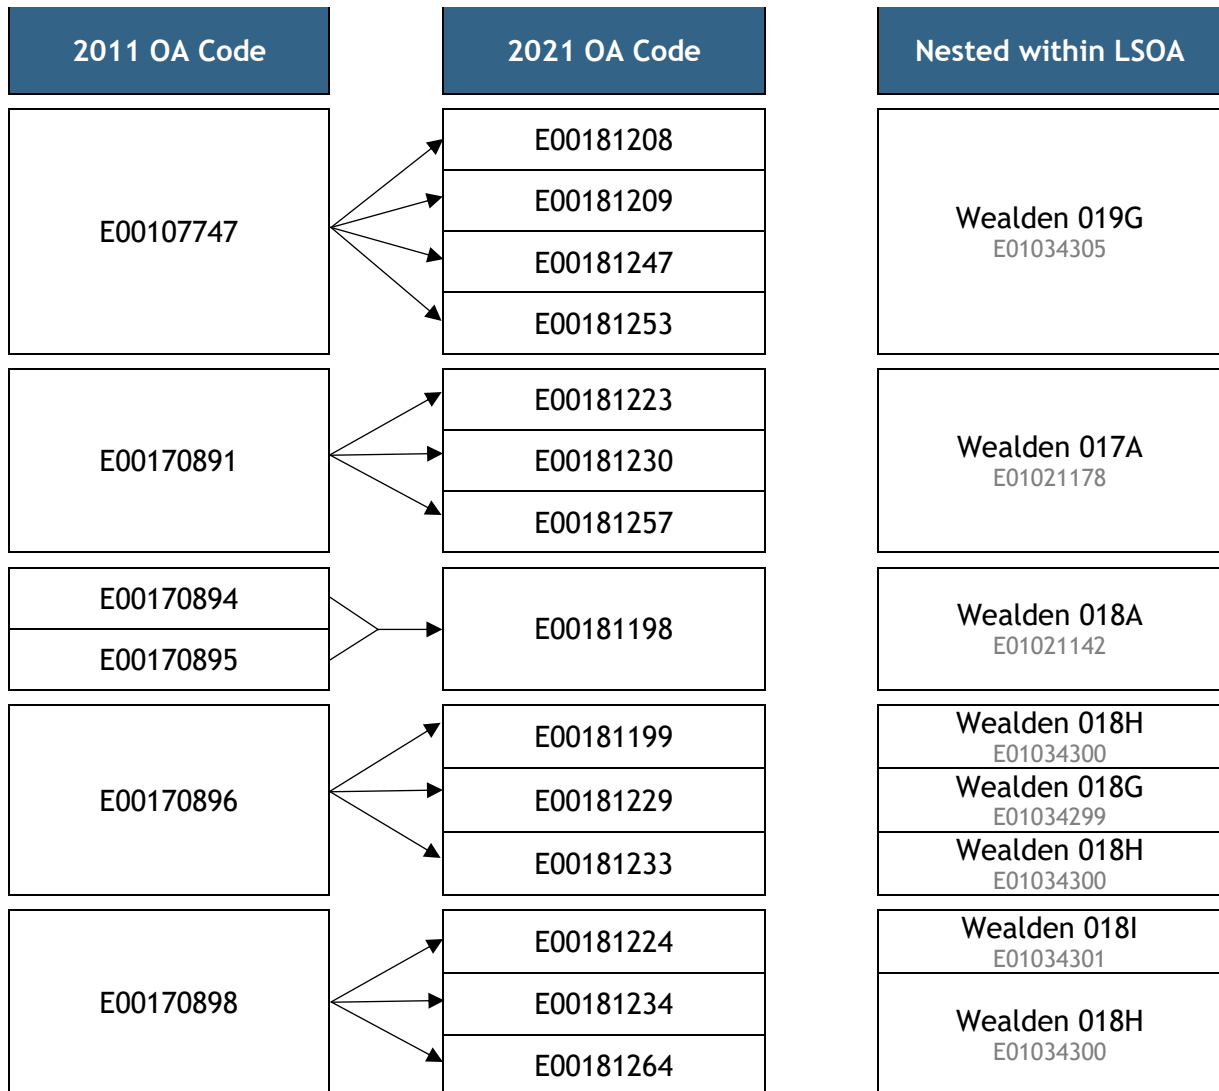 2011 OA Code
2021 OA Code
Nested within LSOA
E00107747
E00181208
E00181209
E00181247
E00181253
Wealden 019G
E01034305
E00170891
E00181223
E00181230
E00181257
Wealden 017A
E01021178
E00170894
E00170895
E00181198
Wealden 018A
E01021142
E00170896
E00181199
E00181229
E00181233
Wealden 018H
E01034300
Wealden 018G
E01034299
Wealden 018H
E01034300
E00170898
E00181224
E00181234
E00181264
Wealden 018I
E01034301
Wealden 018H
E01034300